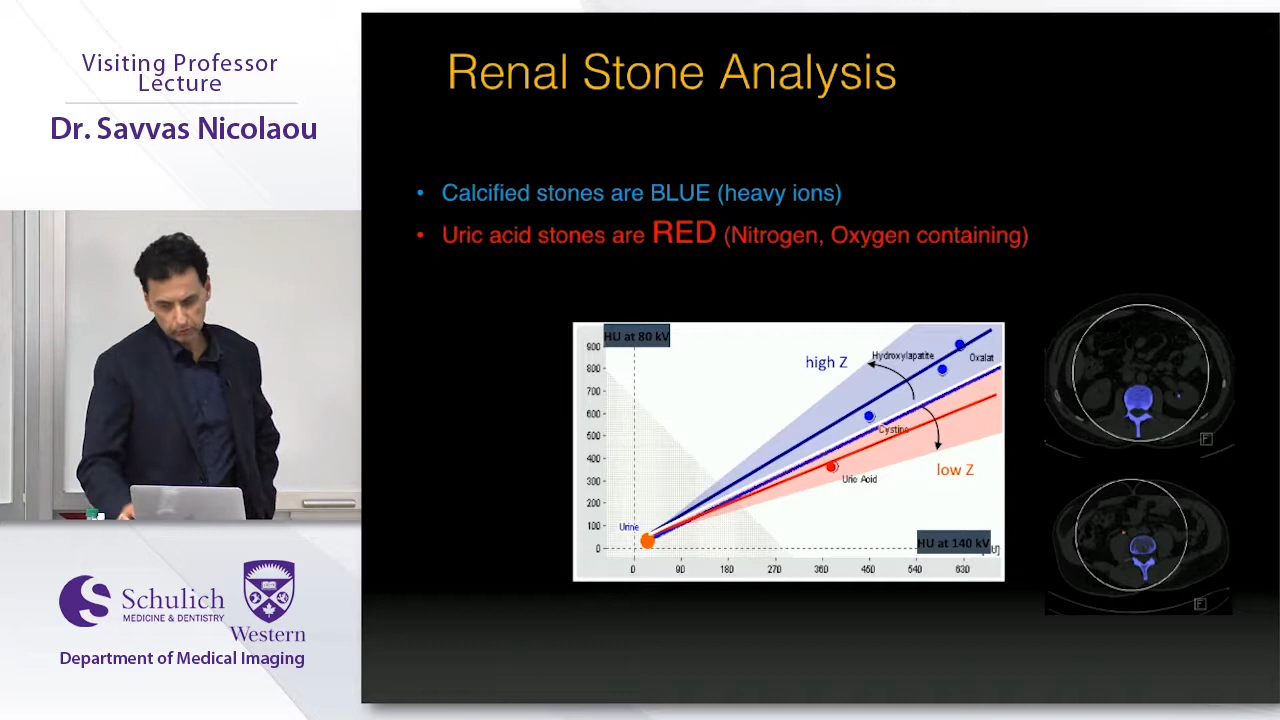 Visiting Professor
Lecture
Dr. Savvas Nicolaou
Schulich
MEDICINE & DENTISTRY
Western
Department of Medical Imaging
Renal Stone Analysis
• Calcified stones are BLUE (heavy ions)
• Uric acid stones are RED (Nitrogen, Oxygen containing)
HU at 80 kV
900
800
700
600
500
400
300
200
100
0
high Z
Hydroxylapatite
Oxalat
Cystine
low Z
Uric Acid
Urine
HU at 140 kV
U]
0 90 180 270 360 450 540 630
F
F